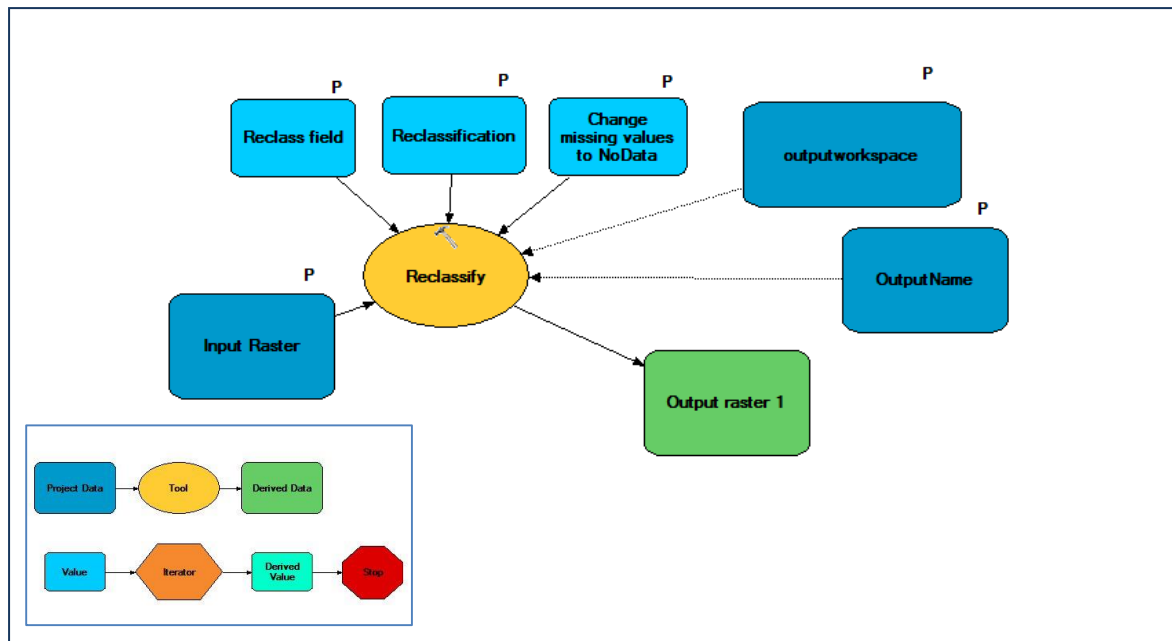 P
P
P
P
Reclass field
Reclassification
Change
missing values
to NoData
outputworkspace
P
Reclassify
OutputName
P
Input Raster
Output raster 1
Project Data
Tool
Derived Data
Value
Iterator
Derived
Value
Stop